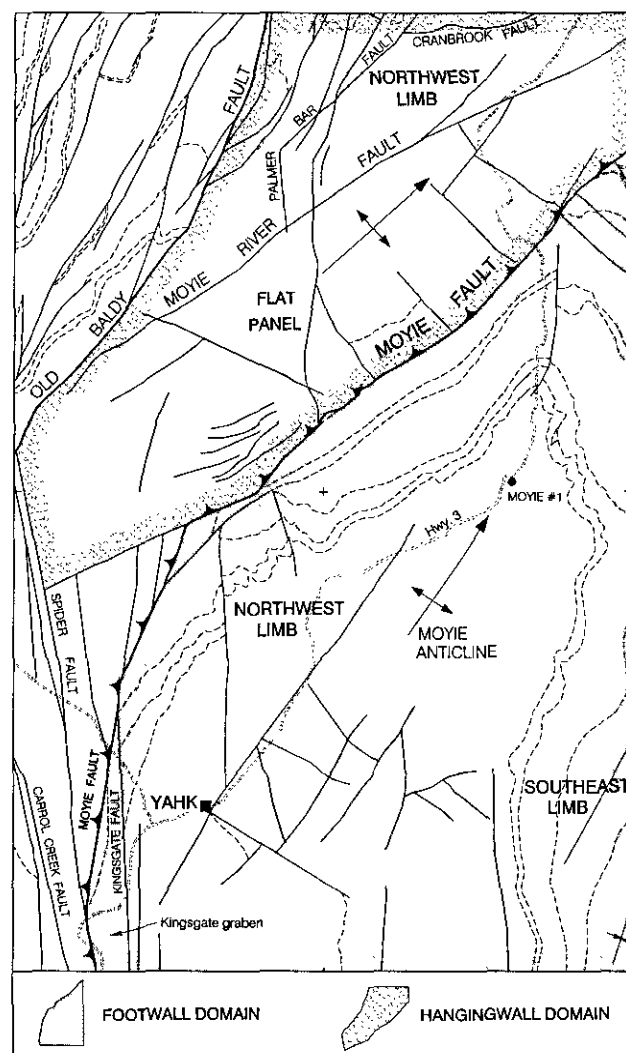 CRANBROOK FAULT
NORTHWEST
LIMB
FAULT
PALMER BAR FAULT
MOYIE RIVER FAULT
OLD BALDY FAULT
FLAT
PANEL
MOYIE FAULT
MOYIE #1
Hwy. 3
NORTHWEST
LIMB
MOYIE
ANTICLINE
SPIDER FAULT
MOYIE FAULT
KINGSGATE FAULT
CARROL CREEK FAULT
YAHK
SOUTHEAST
LIMB
Kingsgate graben
FOOTWALL DOMAIN
HANGINGWALL DOMAIN